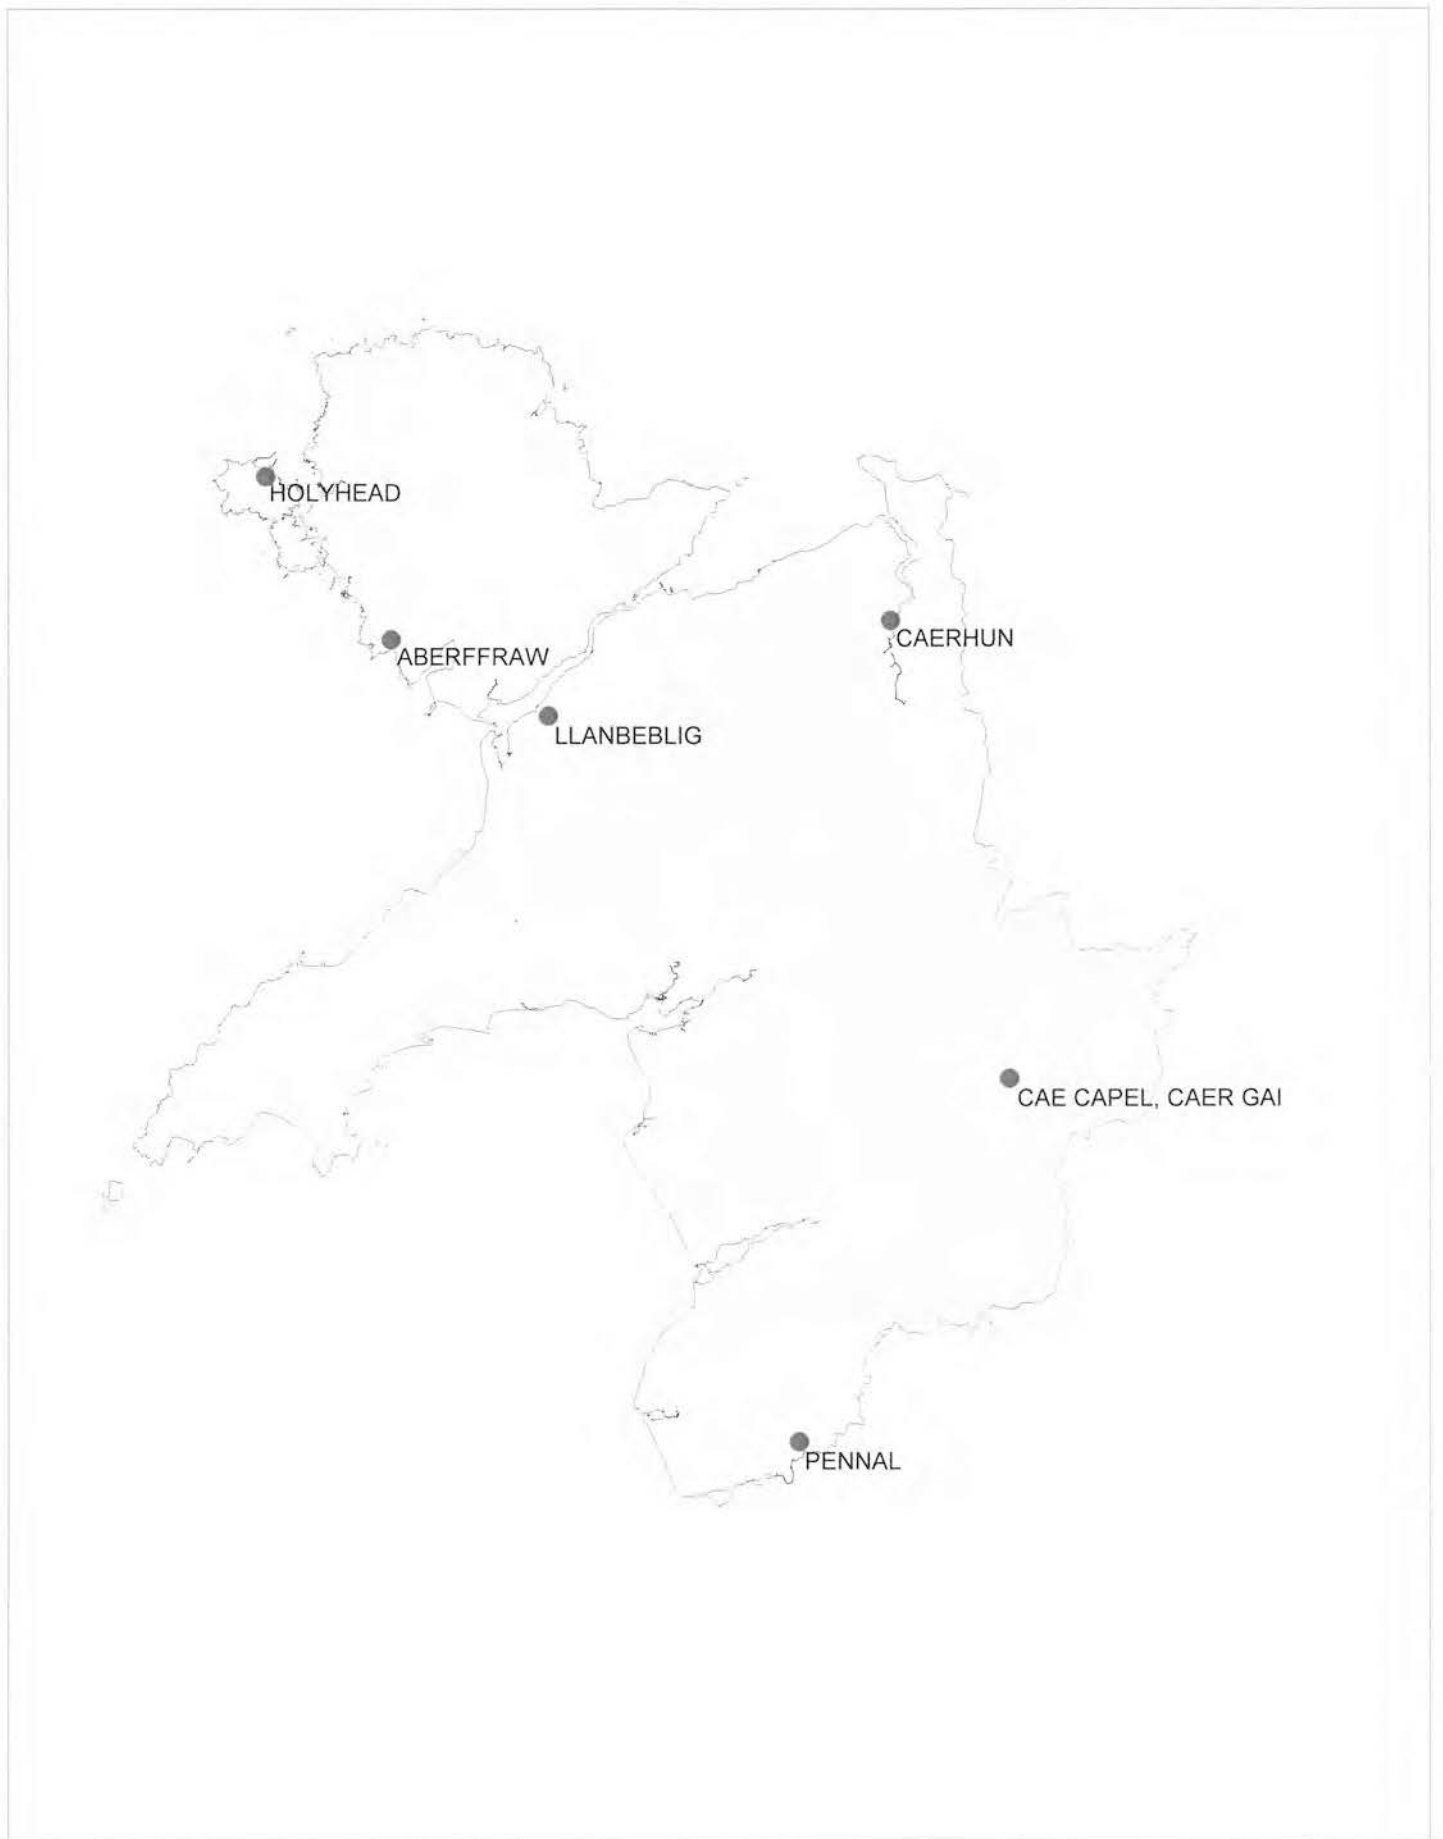 HOLYHEAD
CAERHUN
ABERFFRAW
LLANBEBLIG
CAE CAPEL, CAER GAI
PENNAL